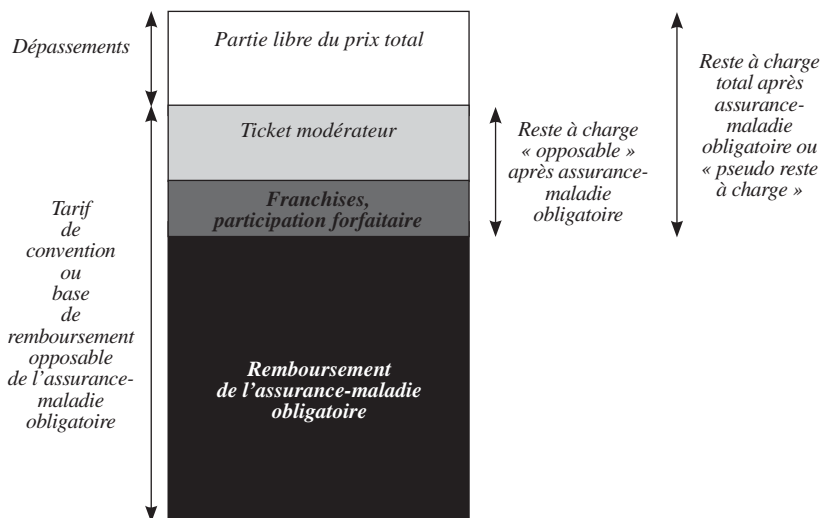 Dépassements
Partie libre du prix total
Ticket modérateur
Franchises,
participation forfaitaire
Remboursement
de l’assurance-maladie
obligatoire
Tarif
de
convention
ou
base
de
remboursement
opposable
de l’assurance-
maladie
obligatoire
Reste à charge
« opposable »
après assurance-
maladie
obligatoire
Reste à charge
total après
assurance-
maladie
obligatoire ou
« pseudo reste
à charge »